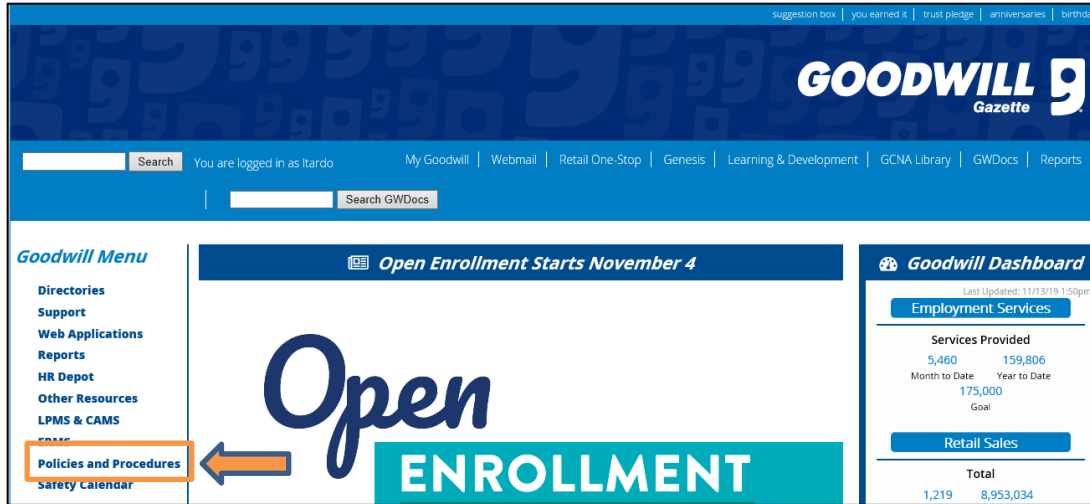 suggestion box | you earned it | trust pledge | anniversaries |
GOODWILL
Gazette
Search You are logged in as ltardo My Goodwill | Webmail | Retail One-Stop | Genesis | Learning & Development | GCNA Library | GWDocs | Reports
| Search GWDocs
Goodwill Menu
Directories
Support
Web Applications
Reports
HR Depot
Other Resources
LPMS & CAMS
Policies and Procedures
Safety Calendar
Open Enrollment Starts November 4
Open
ENROLLMENT
Goodwill Dashboard
Last Updated: 11/13/19 1:50pm
Employment Services
Services Provided
5,460 159,806
Month to Date Year to Date
175,000
Goal
Retail Sales
Total
1,219 8,953,034